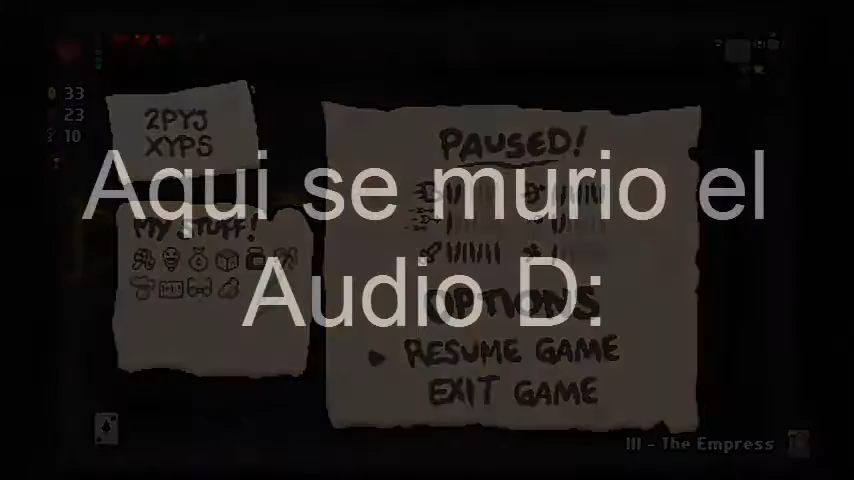 33
23
10
2PYJ
XYPS
PAUSED!
Aqui se murio el
MY STUFF!
Audio D:
OPTIONS
RESUME GAME
EXIT GAME
III - The Empress